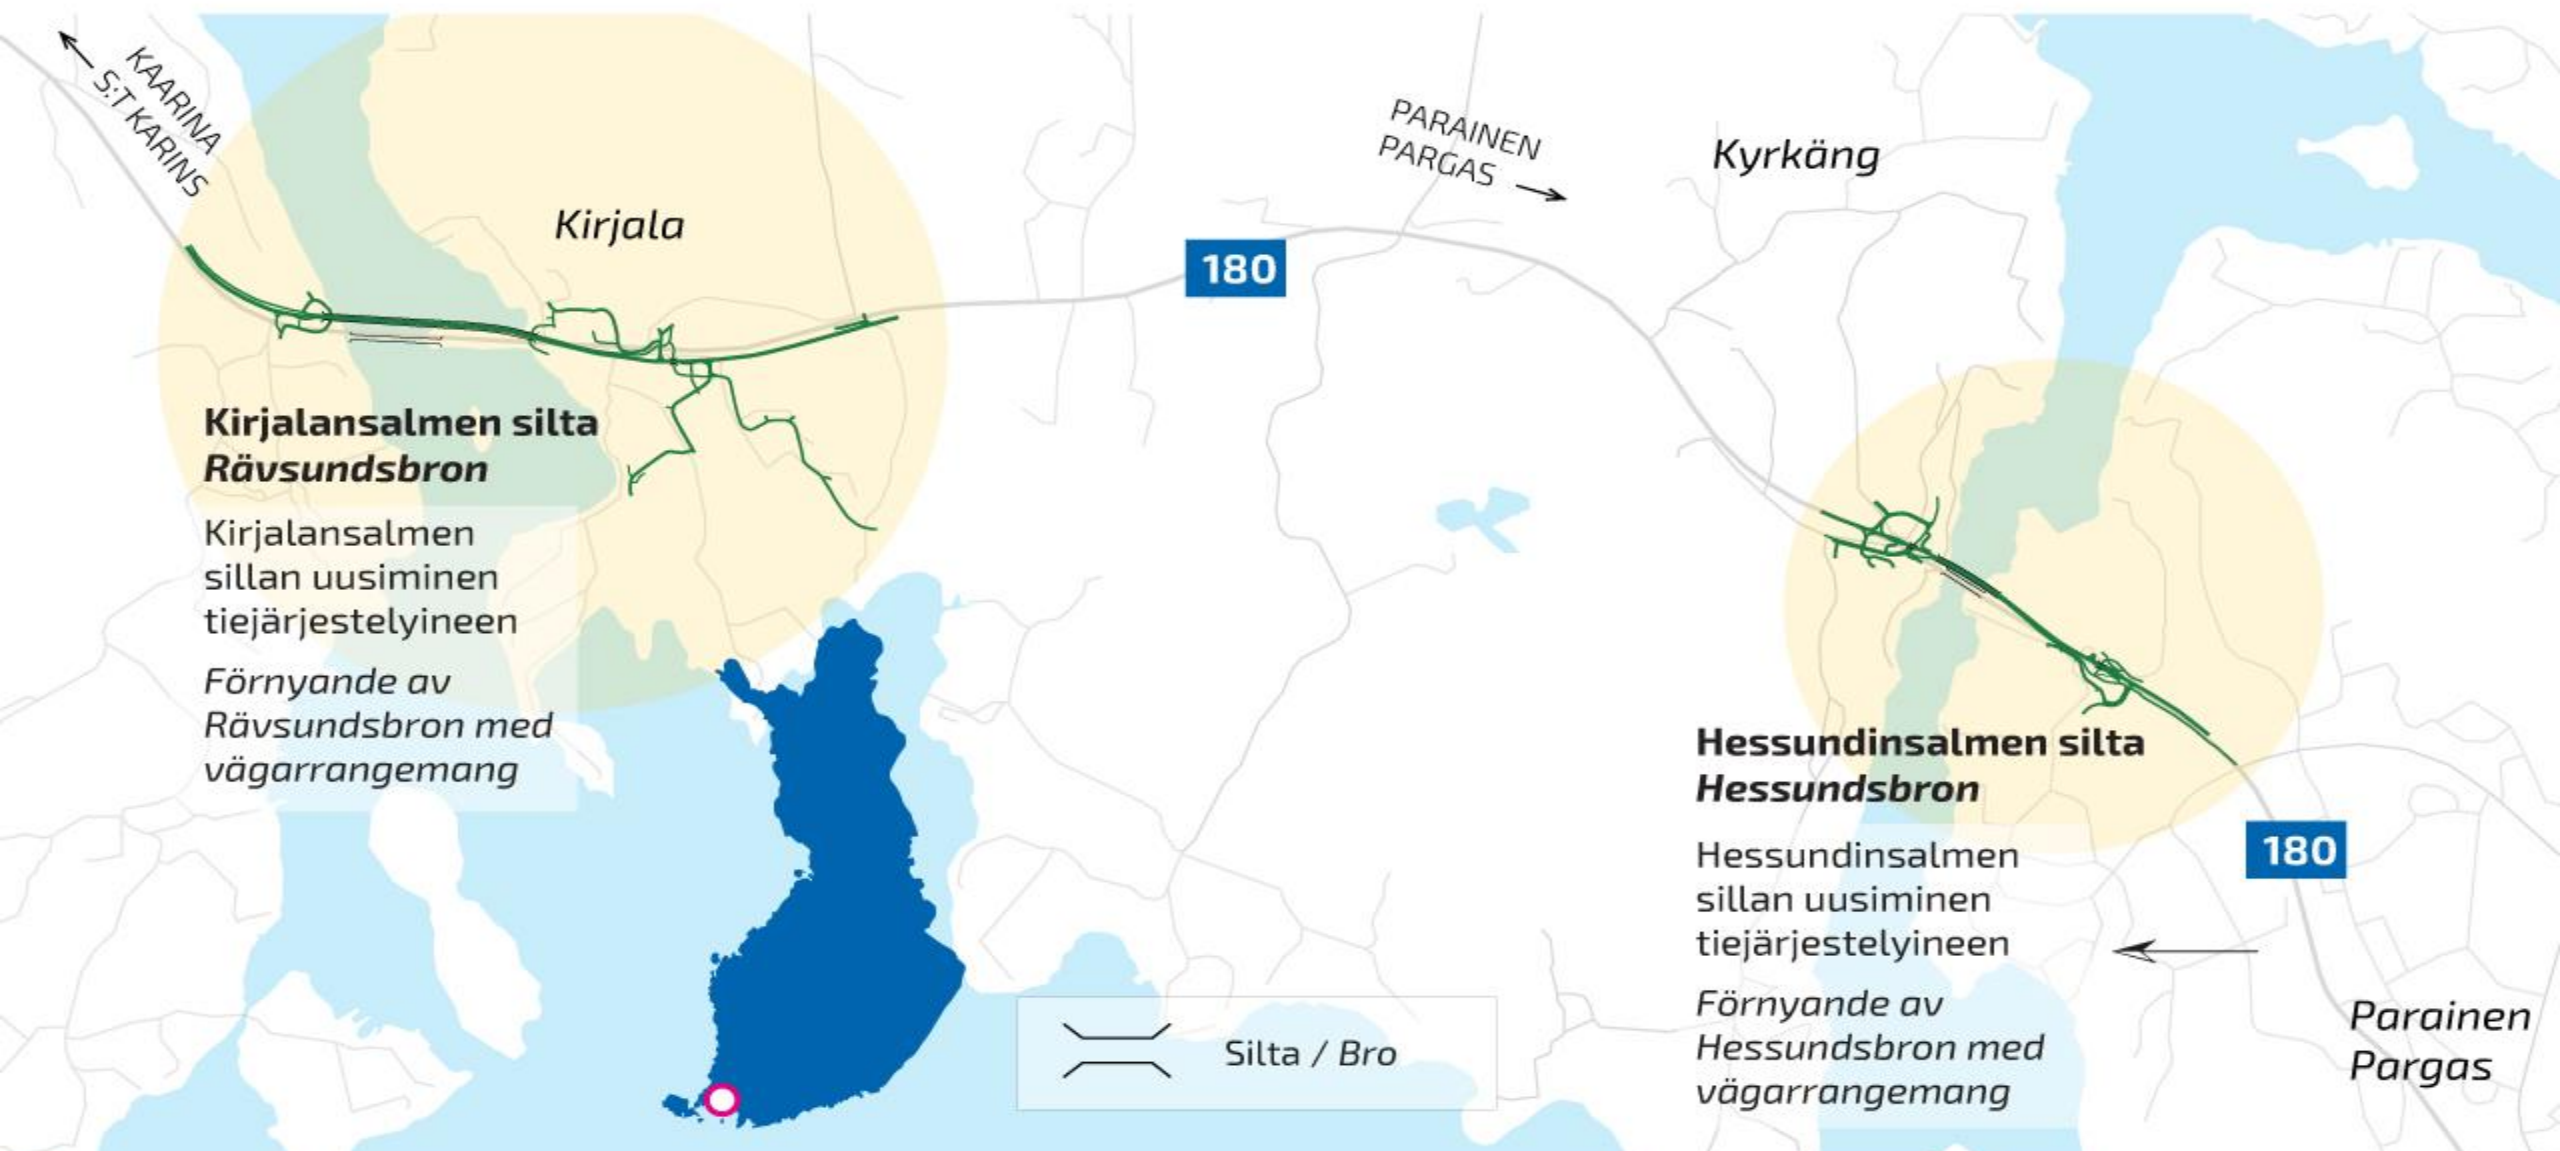 KAARINA
S:T KARINS
Kirjala
PARAINEN
PARGAS
Kyrkäng
180
Kirjalansalmen silta
Rävsundsbron
Kirjalansalmen
sillan uusiminen
tiejärjestelyineen
Förnyande av
Rävsundsbron med
vägarrangemang
Hessundinsalmen silta
Hessundsbron
Hessundinsalmen
sillan uusiminen
tiejärjestelyineen
Förnyande av
Hessundsbron med
vägarrangemang
180
Parainen
Pargas
Silta / Bro